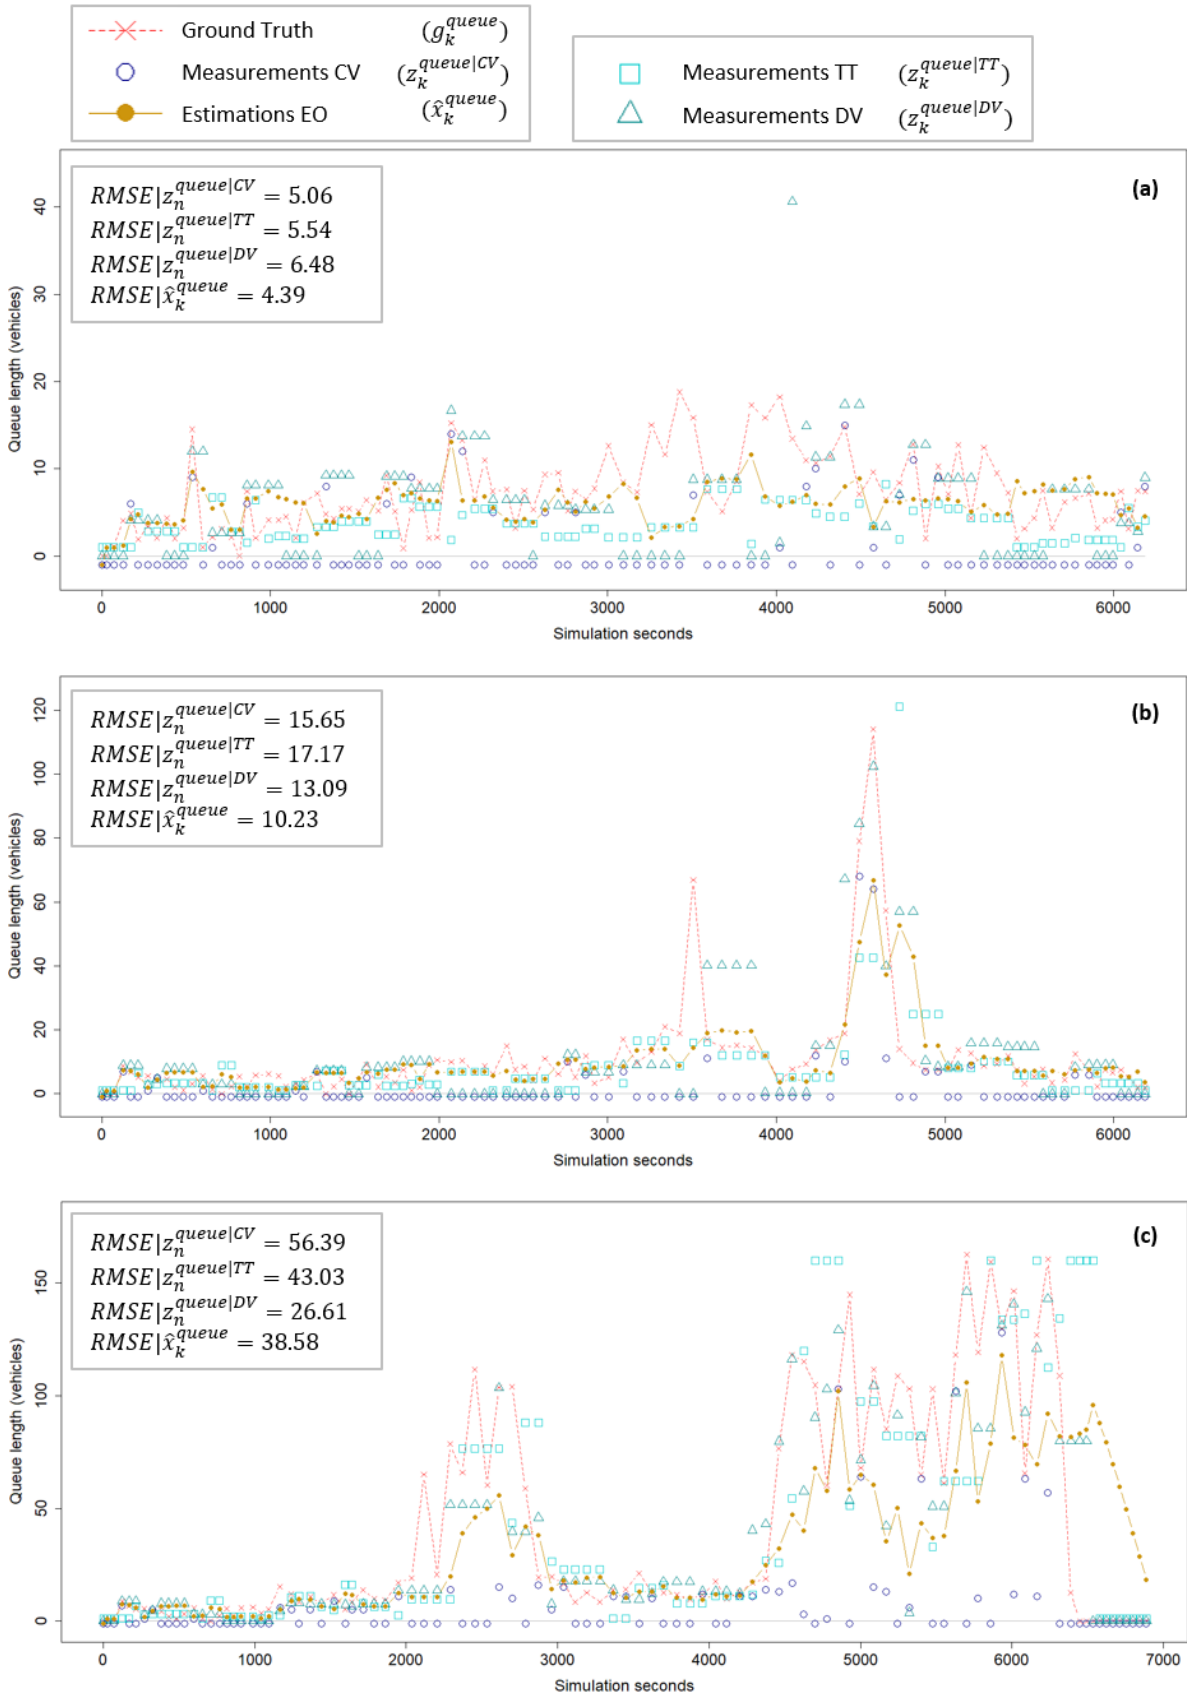 Ground Truth (g_k^{queue})
Measurements CV (z_k^{queue|CV})
Estimations EO (x̂_k^{queue})
Measurements TT (z_k^{queue|TT})
Measurements DV (z_k^{queue|DV})
(a)
RMSE|z_n^{queue|CV} = 5.06
RMSE|z_n^{queue|TT} = 5.54
RMSE|z_n^{queue|DV} = 6.48
RMSE|x̂_k^{queue} = 4.39
Queue length (vehicles)
40
30
20
10
0
0 1000 2000 3000 4000 5000 6000
Simulation seconds
(b)
RMSE|z_n^{queue|CV} = 15.65
RMSE|z_n^{queue|TT} = 17.17
RMSE|z_n^{queue|DV} = 13.09
RMSE|x̂_k^{queue} = 10.23
Queue length (vehicles)
120
100
80
60
40
20
0
0 1000 2000 3000 4000 5000 6000
Simulation seconds
(c)
RMSE|z_n^{queue|CV} = 56.39
RMSE|z_n^{queue|TT} = 43.03
RMSE|z_n^{queue|DV} = 26.61
RMSE|x̂_k^{queue} = 38.58
Queue length (vehicles)
150
100
50
0
0 1000 2000 3000 4000 5000 6000 7000
Simulation seconds